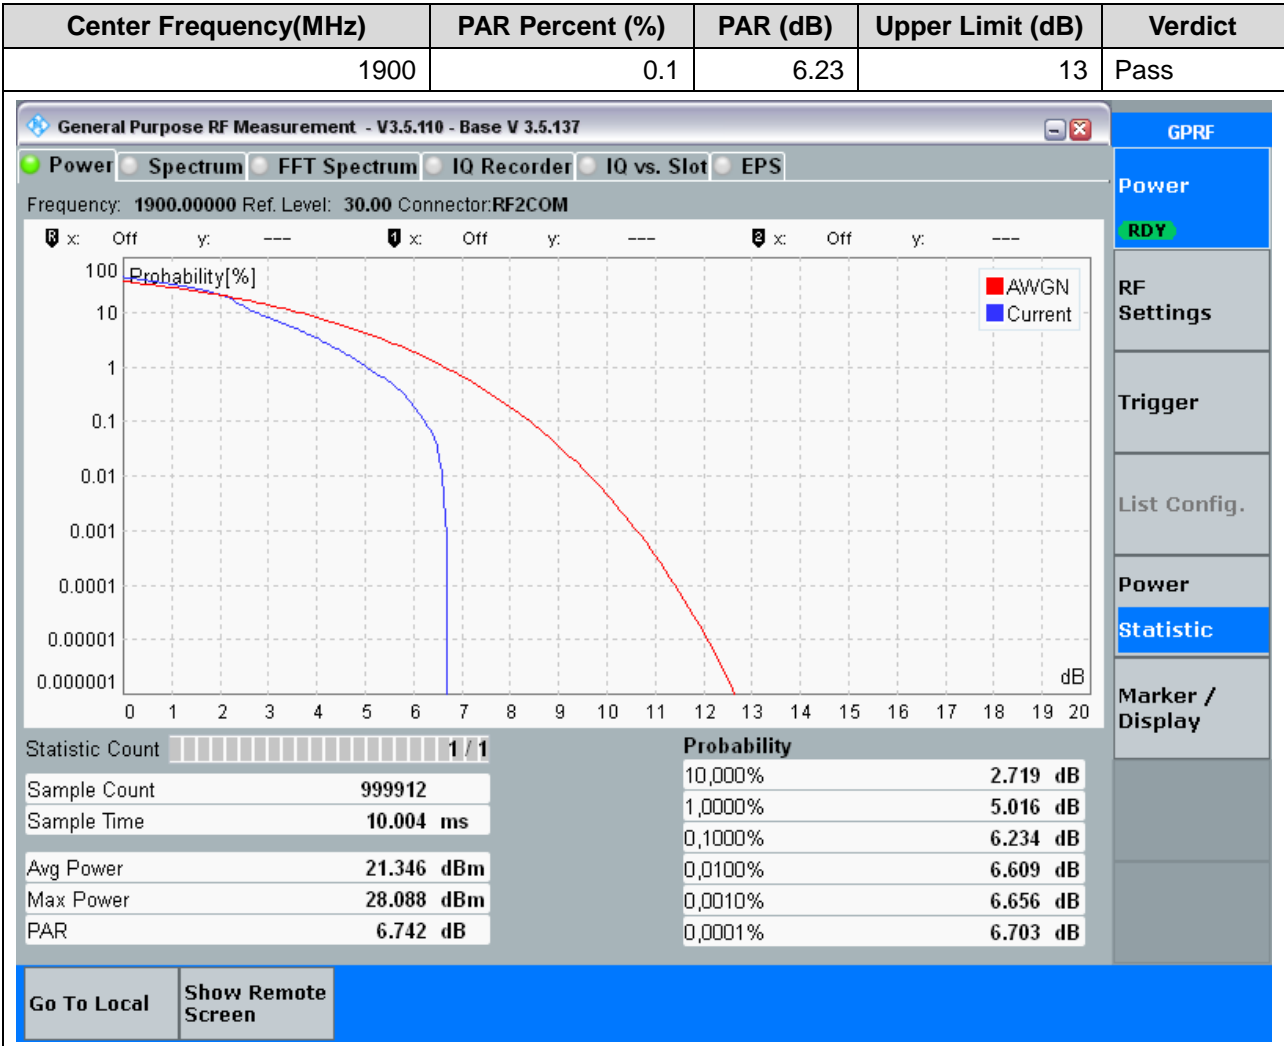 Center Frequency(MHz) PAR Percent (%) PAR (dB) Upper Limit (dB) Verdict
1900 0.1 6.23 13 Pass
General Purpose RF Measurement - V3.5.110 - Base V 3.5.137
GPRF
Power Spectrum FFT Spectrum IQ Recorder IQ vs. Slot EPS
Frequency: 1900.00000 Ref. Level: 30.00 Connector:RF2COM
R x: Off y: --- 1 x: Off y: --- 2 x: Off y: ---
Probability[%]
AWGN
Current
100
10
1
0.1
0.01
0.001
0.0001
0.00001
0.000001
dB
0 1 2 3 4 5 6 7 8 9 10 11 12 13 14 15 16 17 18 19 20
Statistic Count 1 / 1
Sample Count 999912
Sample Time 10.004 ms
Avg Power 21.346 dBm
Max Power 28.088 dBm
PAR 6.742 dB
Probability
10,000% 2.719 dB
1,0000% 5.016 dB
0,1000% 6.234 dB
0,0100% 6.609 dB
0,0010% 6.656 dB
0,0001% 6.703 dB
Power
RDY
RF
Settings
Trigger
List Config.
Power
Statistic
Marker /
Display
Go To Local
Show Remote
Screen